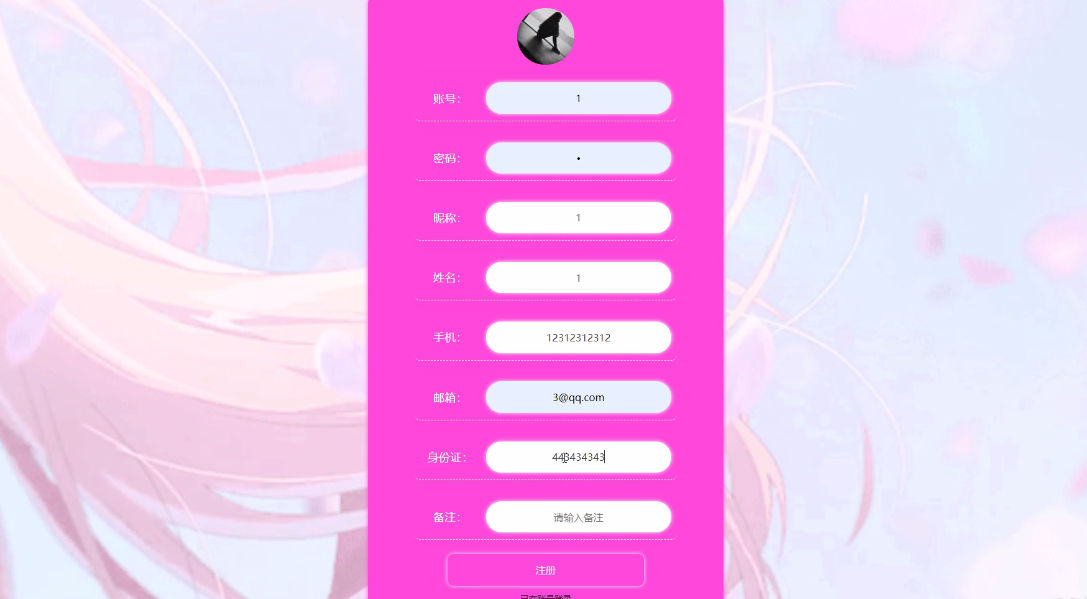 账号： 1
密码： •
昵称： 1
姓名： 1
手机： 12312312312
邮箱： 3@qq.com
身份证： 443434343
备注： 请输入备注
注册